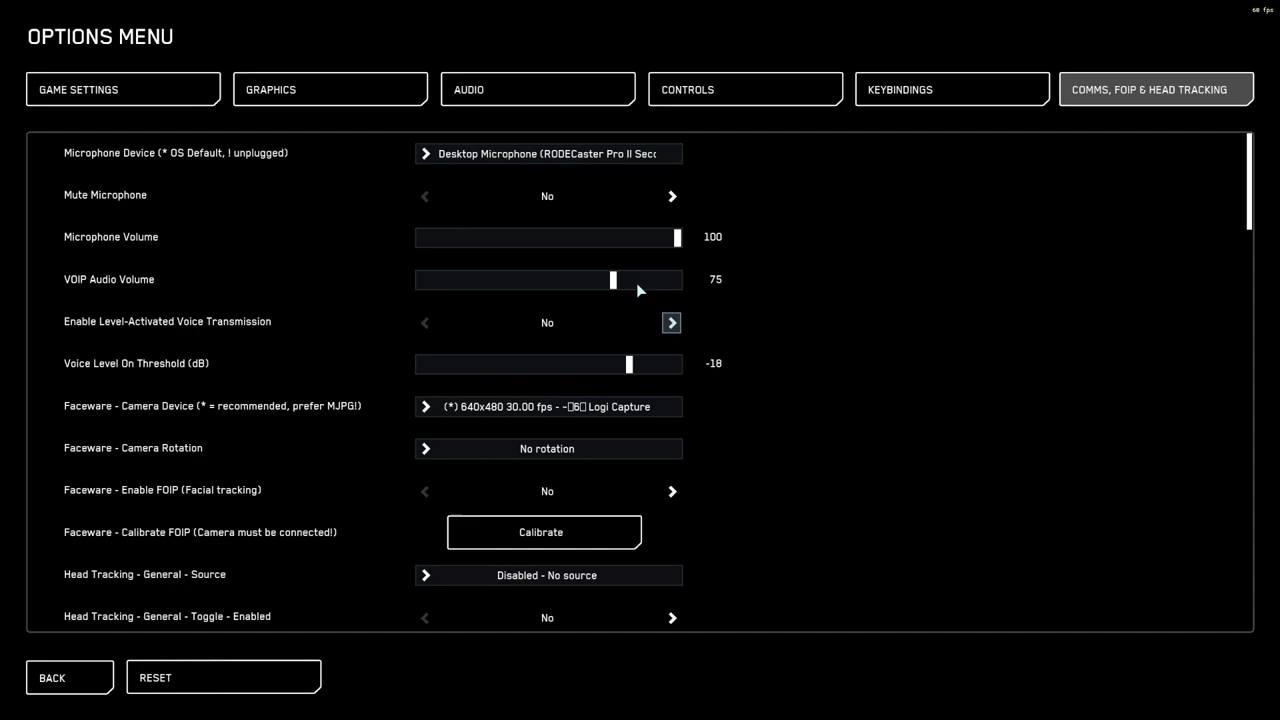 60 fps
OPTIONS MENU
GAME SETTINGS
GRAPHICS
AUDIO
CONTROLS
KEYBINDINGS
COMMS, FOIP & HEAD TRACKING
Microphone Device (* OS Default, ! unplugged)
Desktop Microphone (RODECaster Pro II Sec
Mute Microphone
No
Microphone Volume
100
VOIP Audio Volume
75
Enable Level-Activated Voice Transmission
No
Voice Level On Threshold (dB)
-18
Faceware - Camera Device (* = recommended, prefer MJPG!)
(*) 640x480 30.00 fps - -▯6▯ Logi Capture
Faceware - Camera Rotation
No rotation
Faceware - Enable FOIP (Facial tracking)
No
Faceware - Calibrate FOIP (Camera must be connected!)
Calibrate
Head Tracking - General - Source
Disabled - No source
Head Tracking - General - Toggle - Enabled
No
BACK
RESET